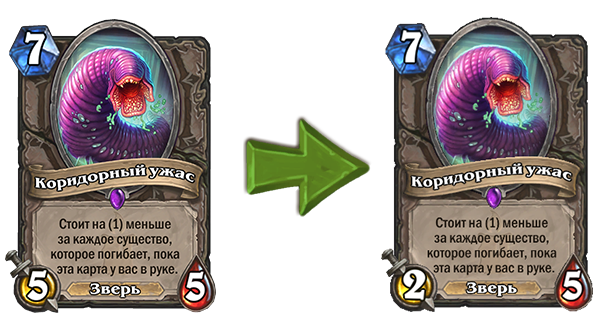 7
Коридорный ужас
Стоит на (1) меньше
за каждое существо,
которое погибает, пока
эта карта у вас в руке.
5 Зверь 5
7
Коридорный ужас
Стоит на (1) меньше
за каждое существо,
которое погибает, пока
эта карта у вас в руке.
2 Зверь 5